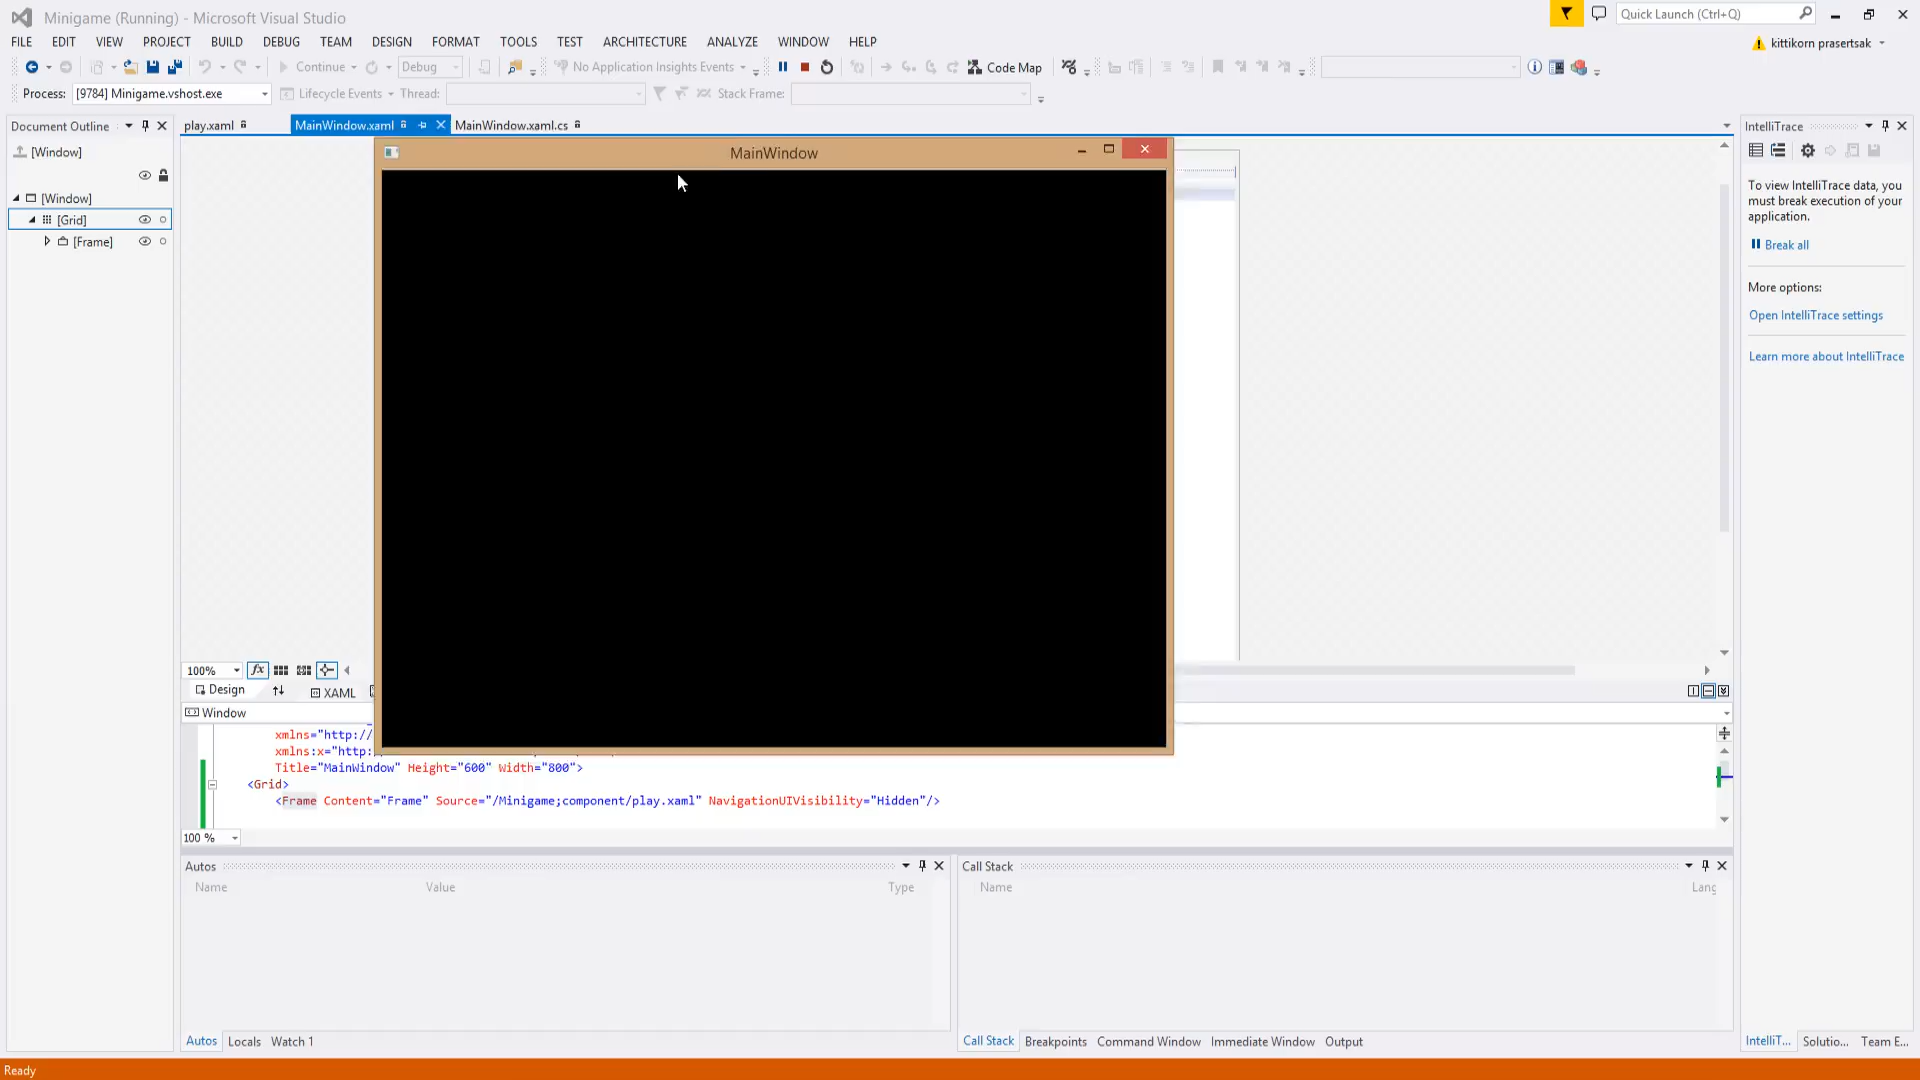 Minigame (Running) - Microsoft Visual Studio
Quick Launch (Ctrl+Q)
FILE EDIT VIEW PROJECT BUILD DEBUG TEAM DESIGN FORMAT TOOLS TEST ARCHITECTURE ANALYZE WINDOW HELP
kittikorn prasertsak
Continue Debug No Application Insights Events Code Map
Process: [9784] Minigame.vshost.exe Lifecycle Events Thread: Stack Frame:
Document Outline
play.xaml MainWindow.xaml MainWindow.xaml.cs
IntelliTrace
[Window]
MainWindow
[Window]
[Grid]
[Frame]
To view IntelliTrace data, you
must break execution of your
application.
Break all
More options:
Open IntelliTrace settings
Learn more about IntelliTrace
100% fx
Design XAML
Window
xmlns="http://
xmlns:x="http:
Title="MainWindow" Height="600" Width="800">
<Grid>
<Frame Content="Frame" Source="/Minigame;component/play.xaml" NavigationUIVisibility="Hidden"/>
100 %
Autos
Name Value Type
Call Stack
Name Lang
Autos Locals Watch 1
Call Stack Breakpoints Command Window Immediate Window Output
IntelliT... Solutio... Team E...
Ready